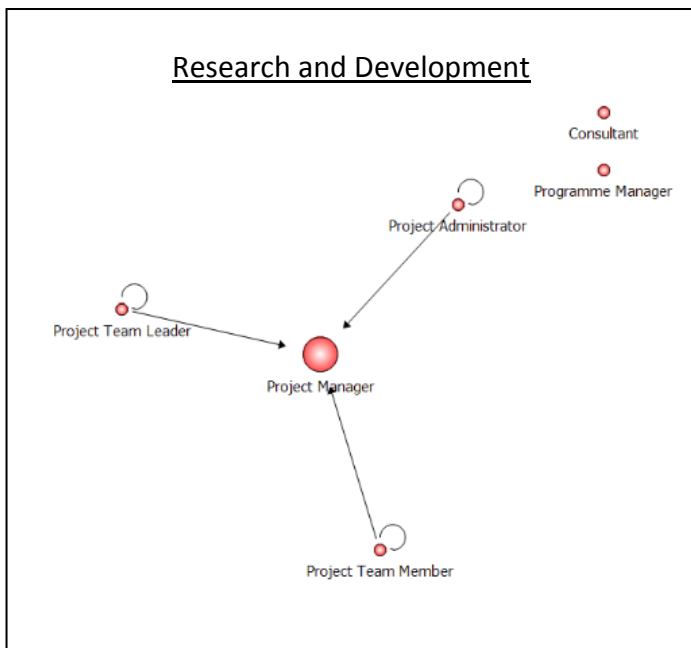 Research and Development
Consultant
Programme Manager
Project Administrator
Project Team Leader
Project Manager
Project Team Member